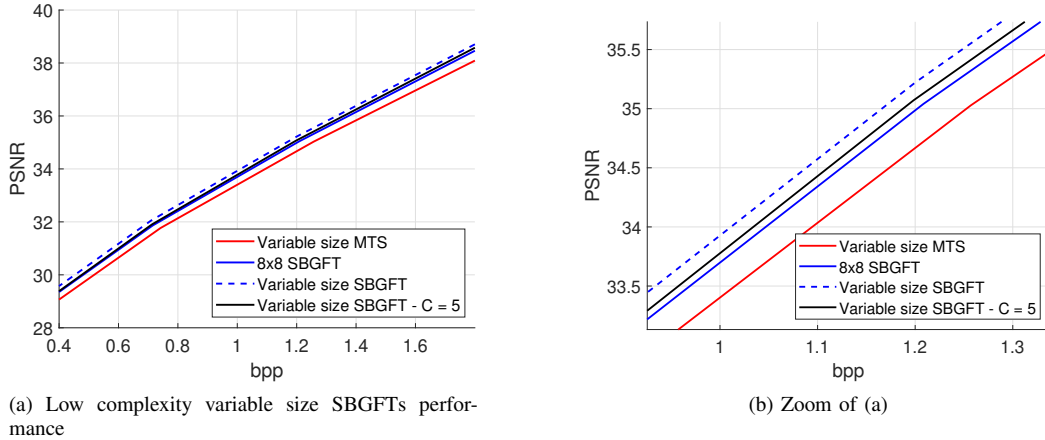 40
38
36
34
32
30
28
PSNR
0.4 0.6 0.8 1 1.2 1.4 1.6
bpp
Variable size MTS
8x8 SBGFT
Variable size SBGFT
Variable size SBGFT - C = 5
(a) Low complexity variable size SBGFTs perfor-
mance
35.5
35
34.5
34
33.5
PSNR
1 1.1 1.2 1.3
bpp
Variable size MTS
8x8 SBGFT
Variable size SBGFT
Variable size SBGFT - C = 5
(b) Zoom of (a)